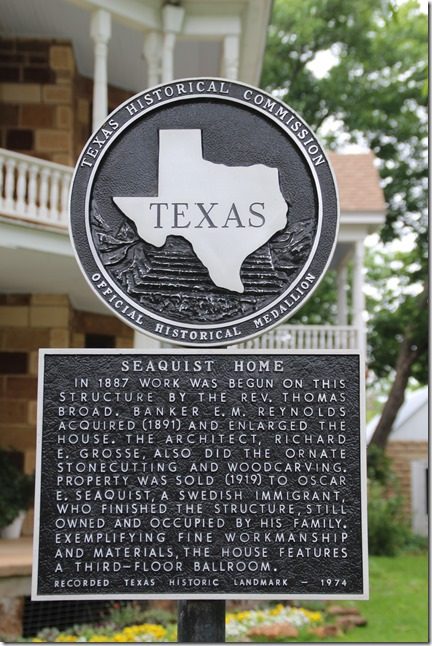 TEXAS HISTORICAL COMMISSION
TEXAS
OFFICIAL HISTORICAL MEDALLION
SEAQUIST HOME
IN 1887 WORK WAS BEGUN ON THIS
STRUCTURE BY THE REV. THOMAS
BROAD. BANKER E. M. REYNOLDS
ACQUIRED (1891) AND ENLARGED THE
HOUSE. THE ARCHITECT, RICHARD
E. GROSSE, ALSO DID THE ORNATE
STONECUTTING AND WOODCARVING.
PROPERTY WAS SOLD (1919) TO OSCAR
E. SEAQUIST, A SWEDISH IMMIGRANT,
WHO FINISHED THE STRUCTURE, STILL
OWNED AND OCCUPIED BY HIS FAMILY.
EXEMPLIFYING FINE WORKMANSHIP
AND MATERIALS, THE HOUSE FEATURES
A THIRD-FLOOR BALLROOM.
RECORDED TEXAS HISTORIC LANDMARK — 1974